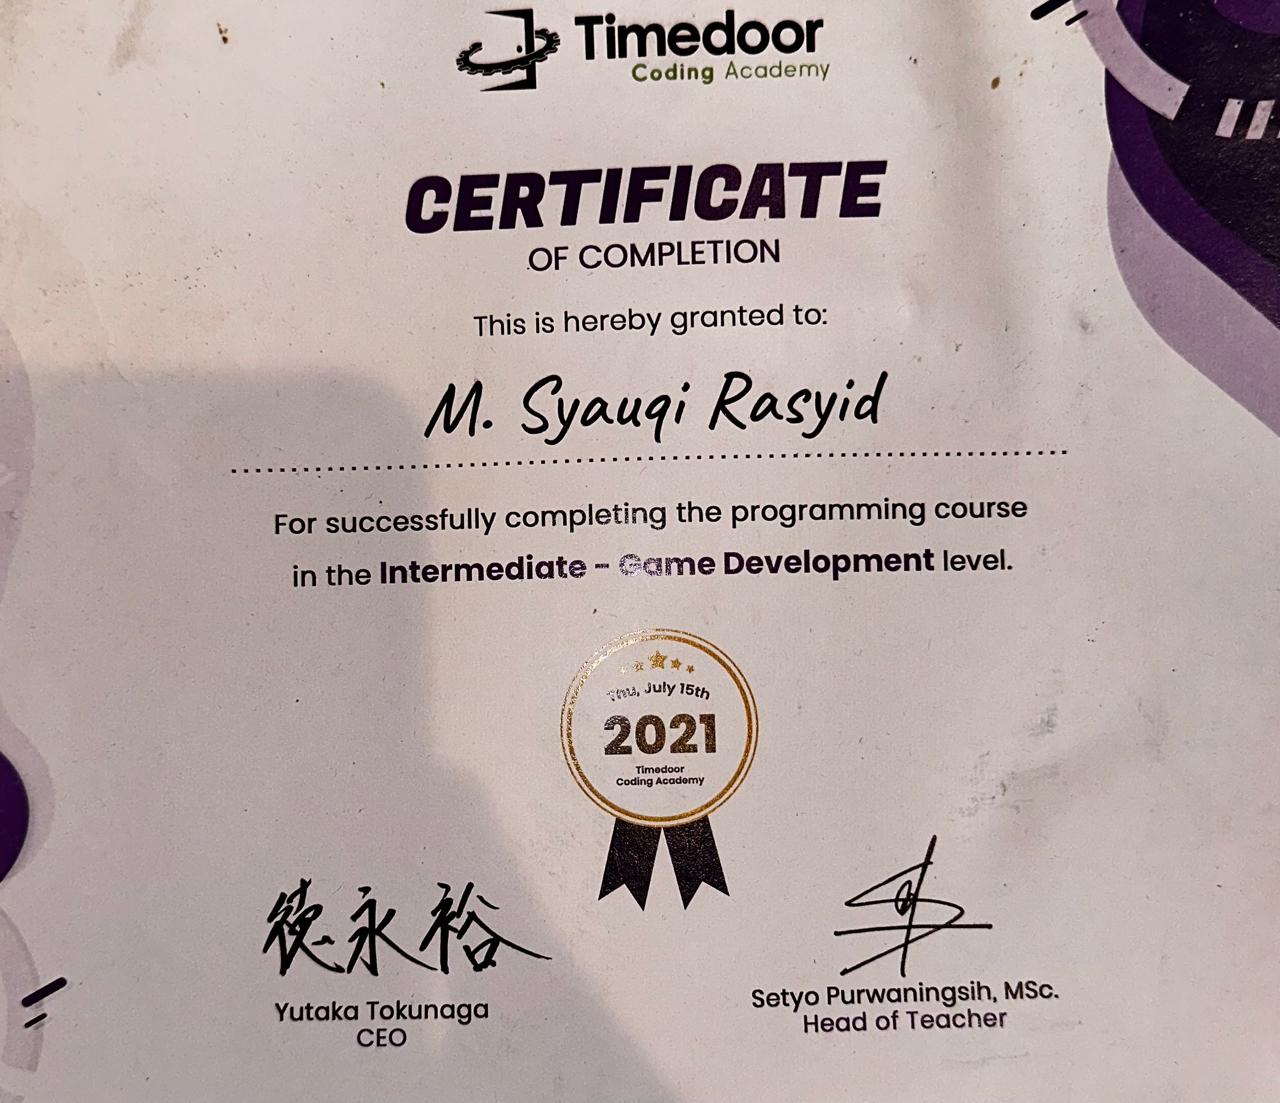 Timedoor
Coding Academy
CERTIFICATE
OF COMPLETION
This is hereby granted to:
M. Syauqi Rasyid
For successfully completing the programming course
in the Intermediate - Game Development level.
Thu, July 15th
2021
Timedoor
Coding Academy
徳永裕
Yutaka Tokunaga
CEO
Setyo Purwaningsih, MSc.
Head of Teacher